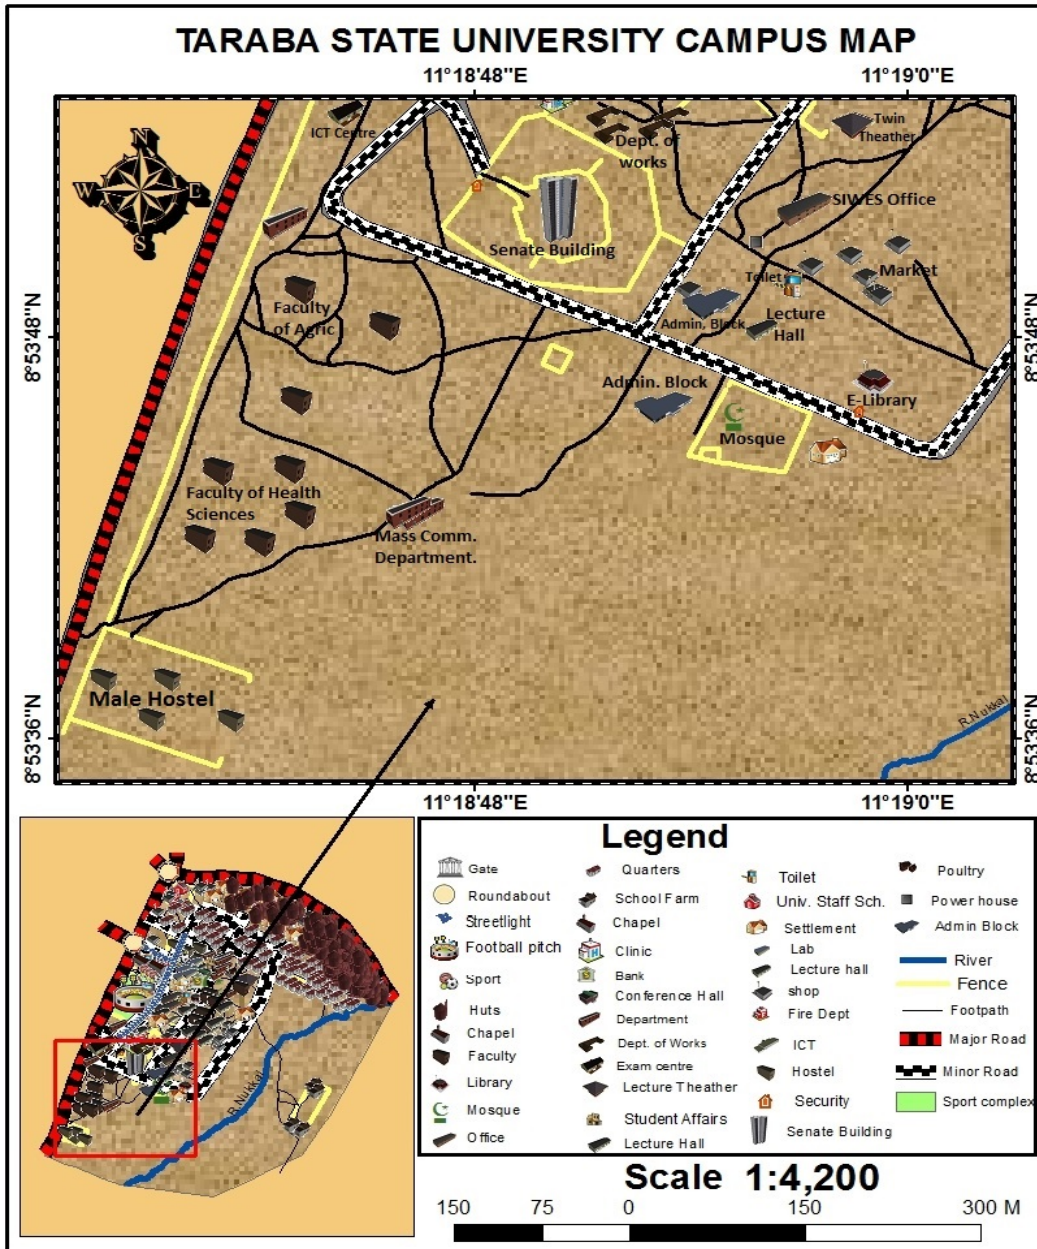 TARABA STATE UNIVERSITY CAMPUS MAP
11°18'48"E
11°19'0"E
N
W
E
S
ICT Centre
Dept. of
works
Twin
Theather
SIWES Office
Senate Building
Toilet
Market
Faculty
of Agric
Admin. Block
Lecture
Hall
8°53'48"N
8°53'48"N
Admin. Block
E-Library
Mosque
Faculty of Health
Sciences
Mass Comm.
Department.
Male Hostel
R.Nukkai
8°53'36"N
8°53'36"N
11°18'48"E
11°19'0"E
R.Nukkai
Legend
Gate
Roundabout
Streetlight
Football pitch
Sport
Huts
Chapel
Faculty
Library
Mosque
Office
Quarters
School Farm
Chapel
Clinic
Bank
Conference Hall
Department
Dept. of Works
Exam centre
Lecture Theather
Student Affairs
Lecture Hall
Toilet
Univ. Staff Sch.
Settlement
Lab
Lecture hall
shop
Fire Dept
ICT
Hostel
Security
Senate Building
Poultry
Power house
Admin Block
River
Fence
Footpath
Major Road
Minor Road
Sport complex
Scale 1:4,200
150 75 0 150 300 M